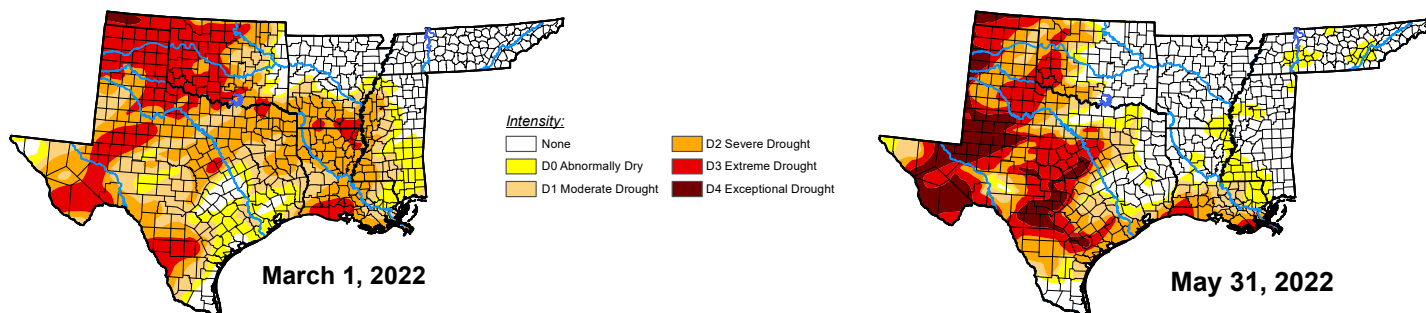 Intensity:
None
D0 Abnormally Dry
D1 Moderate Drought
D2 Severe Drought
D3 Extreme Drought
D4 Exceptional Drought
March 1, 2022
May 31, 2022